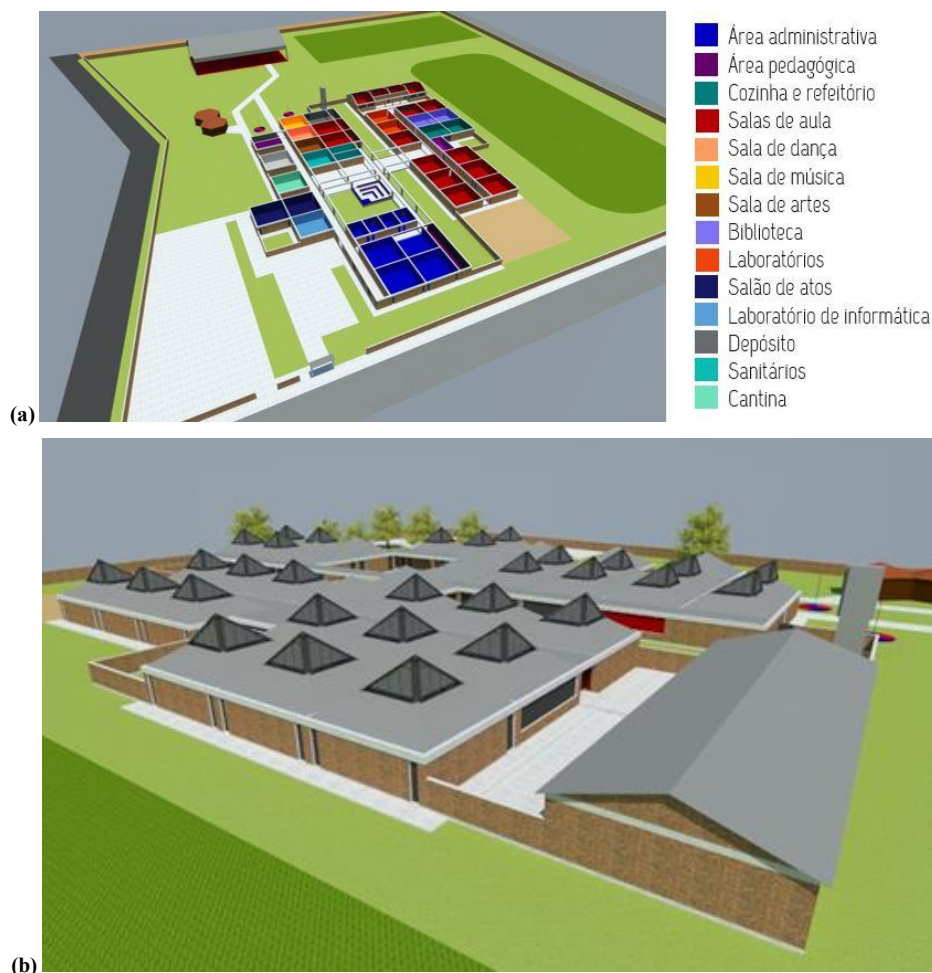 Área administrativa
Área pedagógica
Cozinha e refeitório
Salas de aula
Sala de dança
Sala de música
Sala de artes
Biblioteca
Laboratórios
Salão de atos
Laboratório de informática
Depósito
Sanitários
Cantina
(a)
(b)